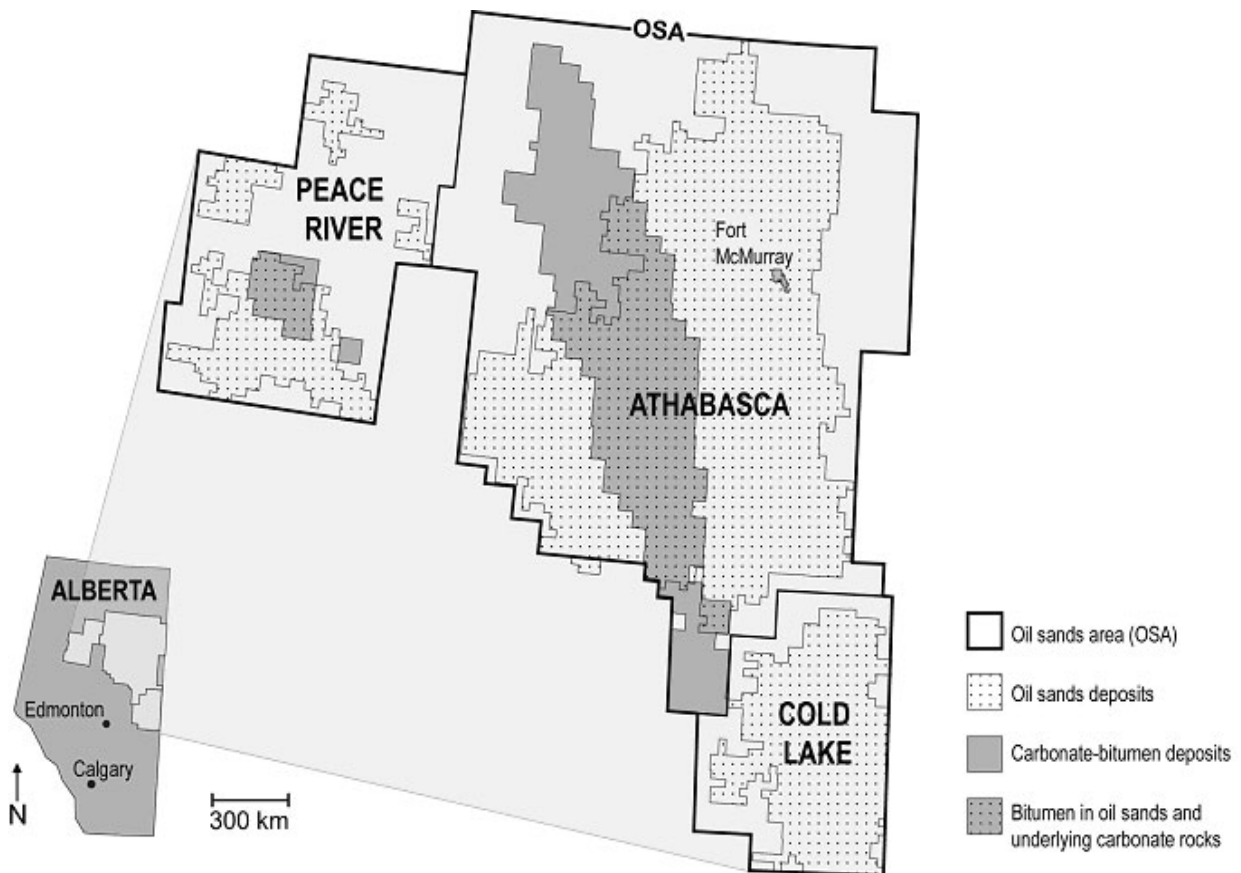 OSA
PEACE
RIVER
Fort
McMurray
ATHABASCA
ALBERTA
Edmonton
Calgary
N
300 km
COLD
LAKE
Oil sands area (OSA)
Oil sands deposits
Carbonate-bitumen deposits
Bitumen in oil sands and
underlying carbonate rocks